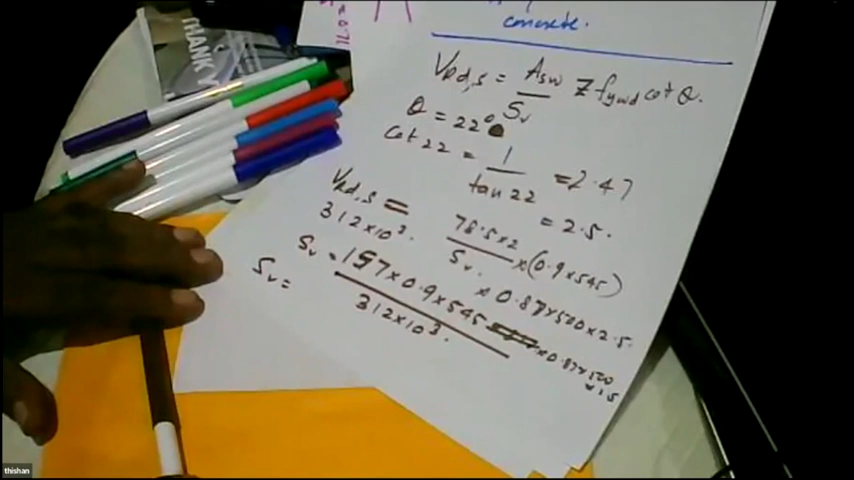 THANK Y
concrete.
VRd,s = Asw/Sv Z fywd cot θ.
θ = 22°
Cot 22 = 1/tan 22 = 2.47
= 2.5.
VRd,s =
312×10³. 78.5×2/Sv. ×(0.9×545)
× 0.87×500×2.5.
Sv = 157×0.9×545 ×0.87×500 ×2.5
312×10³.
Sv =
thishan